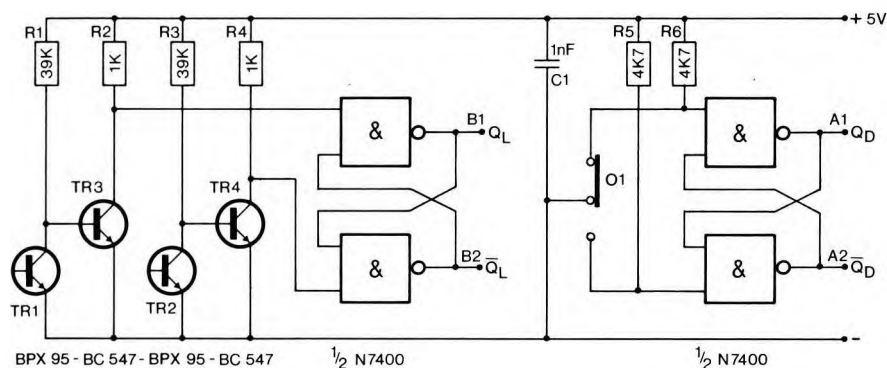 R1 R2 R3 R4 R5 R6 + 5V
39K 1K 39K 1K 1nF 4K7 4K7
C1
& B1 QL & A1 QD
TR3 TR4 O1
& B2 Q̅L & A2 Q̅D
TR1 TR2
-
BPX 95 - BC 547 - BPX 95 - BC 547 1/2 N7400 1/2 N7400